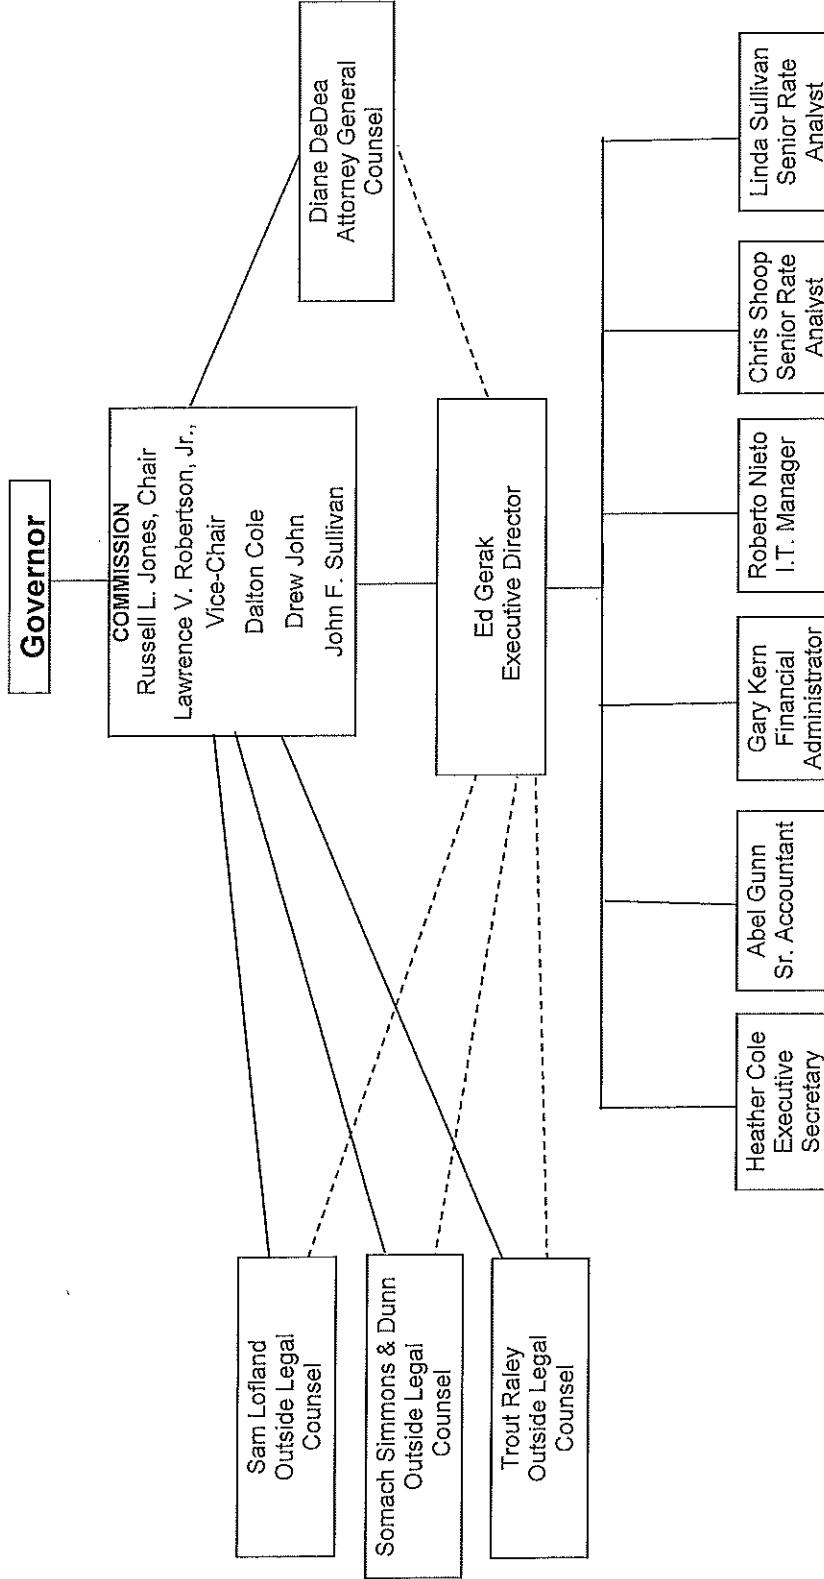 Governor
COMMISSION
Russell L. Jones, Chair
Lawrence V. Robertson, Jr.,
Vice-Chair
Dalton Cole
Drew John
John F. Sullivan
Diane DeDea
Attorney General
Counsel
Sam Lofland
Outside Legal
Counsel
Somach Simmons & Dunn
Outside Legal
Counsel
Trout Raley
Outside Legal
Counsel
Ed Gerak
Executive Director
Heather Cole
Executive
Secretary
Abel Gunn
Sr. Accountant
Gary Kern
Financial
Administrator
Roberto Nieto
I.T. Manager
Chris Shoop
Senior Rate
Analyst
Linda Sullivan
Senior Rate
Analyst